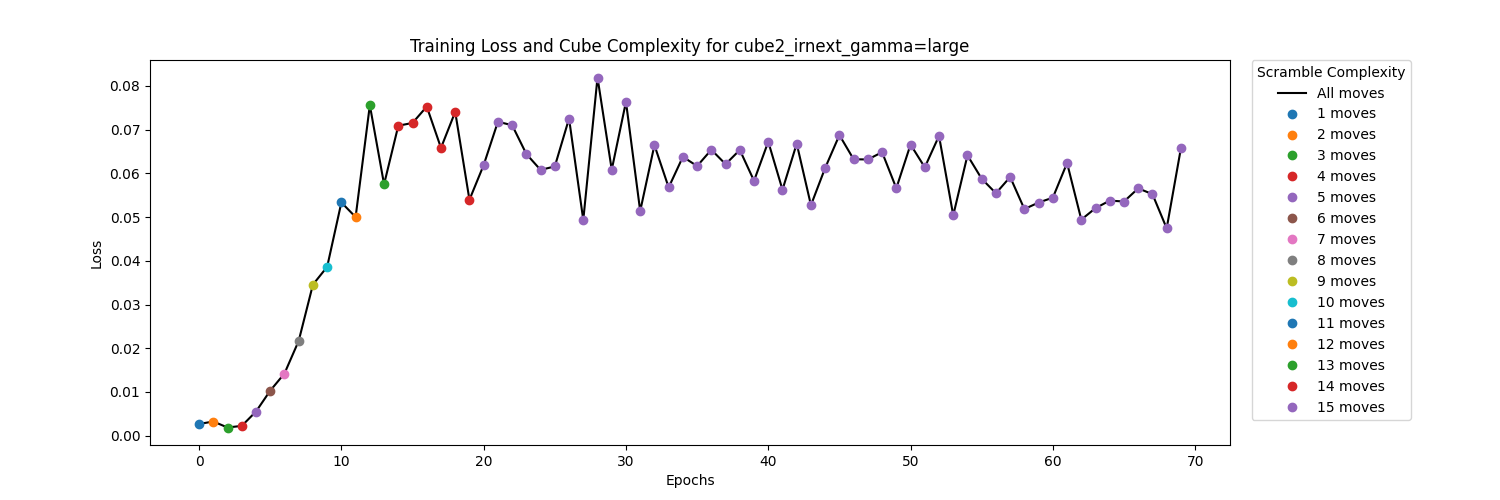 Training Loss and Cube Complexity for cube2_irnext_gamma=large
Loss
0.08
0.07
0.06
0.05
0.04
0.03
0.02
0.01
0.00
0 10 20 30 40 50 60 70
Epochs
Scramble Complexity
All moves
1 moves
2 moves
3 moves
4 moves
5 moves
6 moves
7 moves
8 moves
9 moves
10 moves
11 moves
12 moves
13 moves
14 moves
15 moves